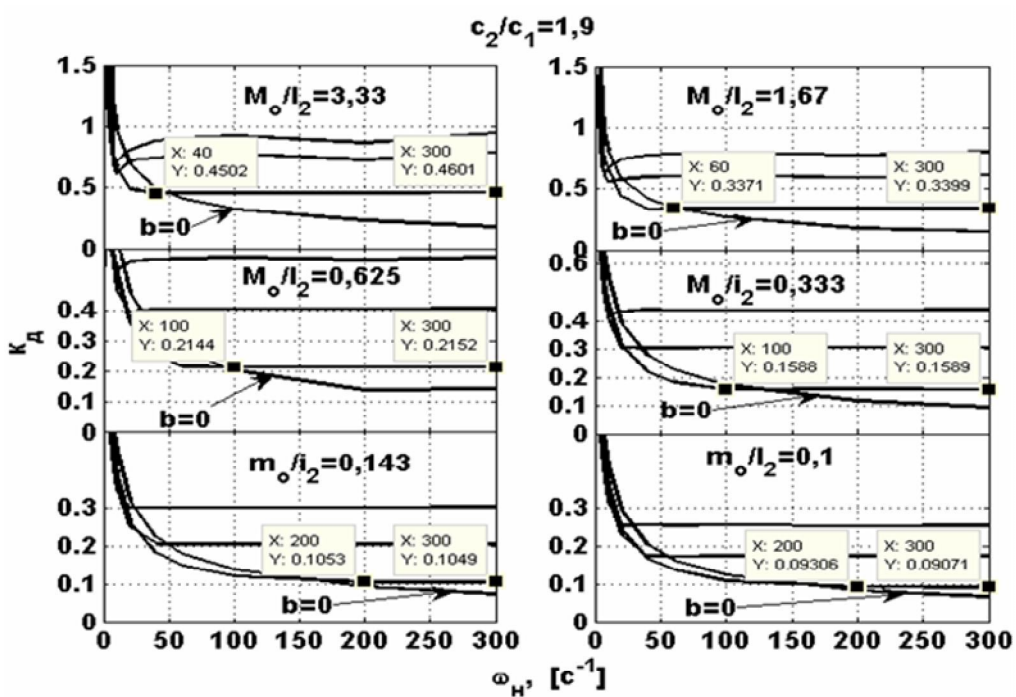 c₂/c₁=1,9
1.5
1
0.5
0
M₀/I₂=3,33
X: 40
Y: 0.4502
X: 300
Y: 0.4601
b=0
M₀/I₂=1,67
1.5
1
0.5
0
X: 60
Y: 0.3371
X: 300
Y: 0.3399
b=0
M₀/I₂=0,625
0.4
0.3
0.2
0.1
0
Kд
X: 100
Y: 0.2144
X: 300
Y: 0.2152
b=0
M₀/i₂=0,333
0.6
0.4
0.3
0.2
0.1
0
X: 100
Y: 0.1588
X: 300
Y: 0.1589
b=0
m₀/i₂=0,143
0.3
0.2
0.1
0
X: 200
Y: 0.1053
X: 300
Y: 0.1049
b=0
0 50 100 150 200 250 300
m₀/I₂=0,1
0.3
0.2
0.1
0
X: 200
Y: 0.09306
X: 300
Y: 0.09071
b=0
0 50 100 150 200 250 300
ωн, [c⁻¹]